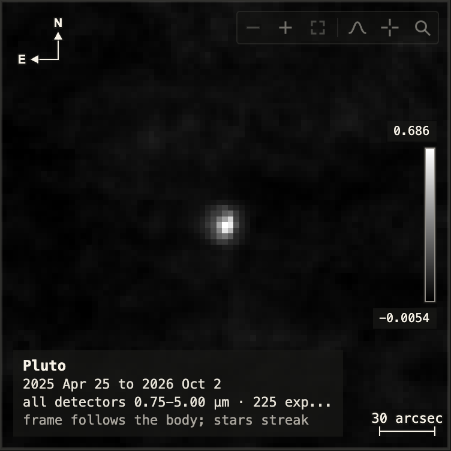 N
E
0.686
−0.0054
Pluto
2025 Apr 25 to 2026 Oct 2
all detectors 0.75–5.00 µm · 225 exp...
frame follows the body; stars streak
30 arcsec